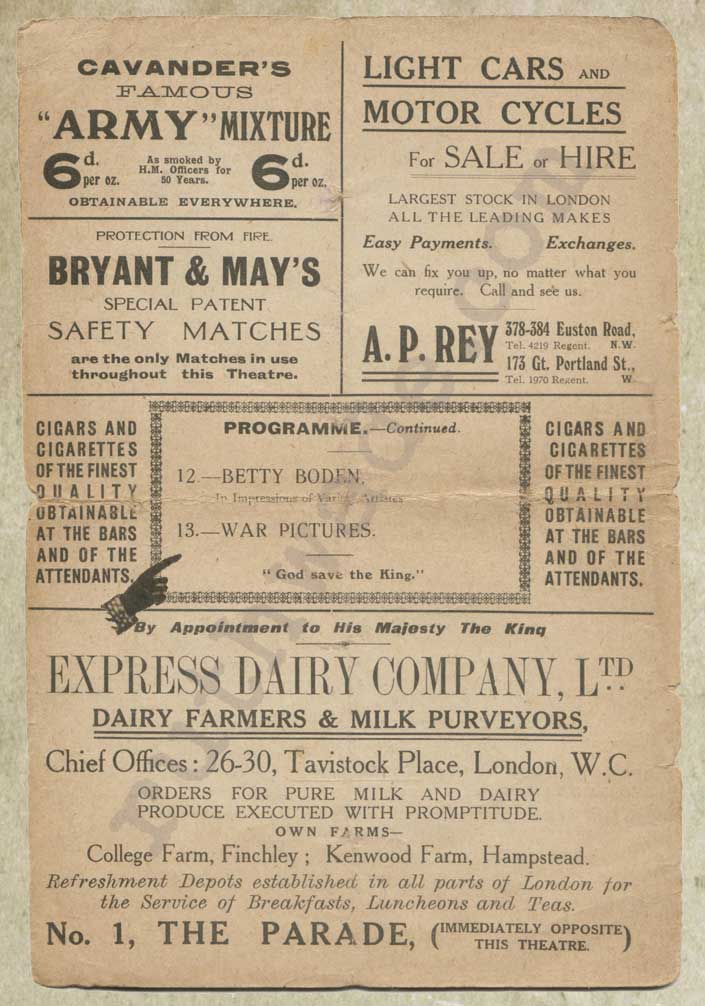 CAVANDER'S
FAMOUS
"ARMY" MIXTURE
6d. per oz.
As smoked by
H.M. Officers for
50 Years.
6d. per oz.
OBTAINABLE EVERYWHERE.
PROTECTION FROM FIRE.
BRYANT & MAY'S
SPECIAL PATENT
SAFETY MATCHES
are the only Matches in use
throughout this Theatre.
LIGHT CARS AND
MOTOR CYCLES
For SALE or HIRE
LARGEST STOCK IN LONDON
ALL THE LEADING MAKES
Easy Payments. Exchanges.
We can fix you up, no matter what you
require. Call and see us.
A. P. REY
378-384 Euston Road,
Tel. 4219 Regent. N.W.
173 Gt. Portland St.,
Tel. 1970 Regent. W.
CIGARS AND
CIGARETTES
OF THE FINEST
QUALITY
OBTAINABLE
AT THE BARS
AND OF THE
ATTENDANTS.
PROGRAMME.—Continued.
12.—BETTY BODEN,
In Impressions of Various Artistes
13.—WAR PICTURES.
"God save the King."
CIGARS AND
CIGARETTES
OF THE FINEST
QUALITY
OBTAINABLE
AT THE BARS
AND OF THE
ATTENDANTS.
By Appointment to His Majesty The King
EXPRESS DAIRY COMPANY, LTD.
DAIRY FARMERS & MILK PURVEYORS,
Chief Offices: 26-30, Tavistock Place, London, W.C.
ORDERS FOR PURE MILK AND DAIRY
PRODUCE EXECUTED WITH PROMPTITUDE.
OWN FARMS—
College Farm, Finchley; Kenwood Farm, Hampstead.
Refreshment Depots established in all parts of London for
the Service of Breakfasts, Luncheons and Teas.
No. 1, THE PARADE, (IMMEDIATELY OPPOSITE
THIS THEATRE.)